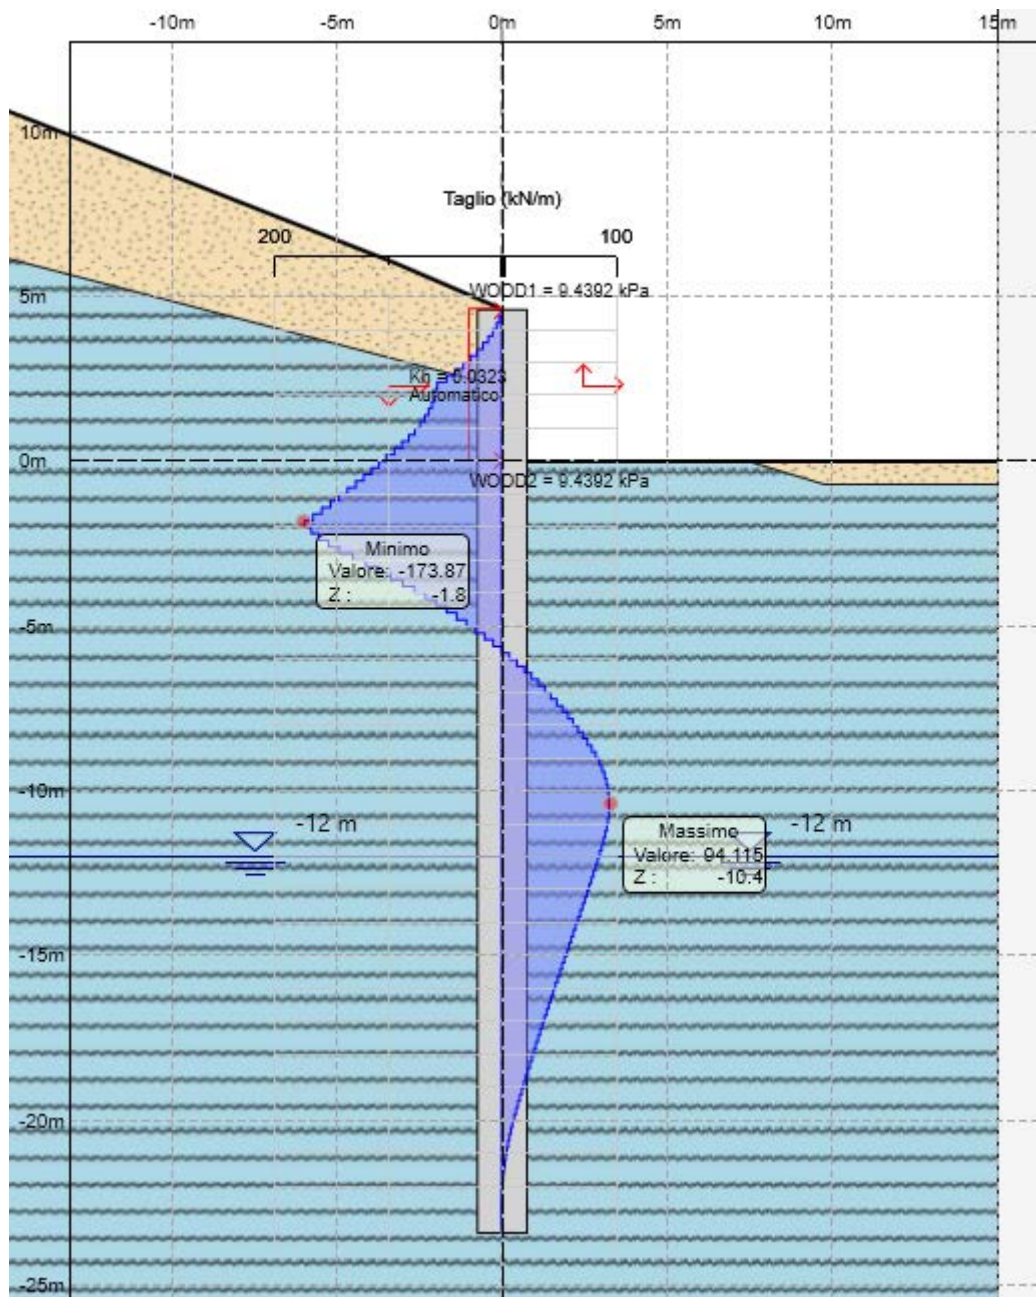 -10m -5m 0m 5m 10m 15m
10m
Taglio (kN/m)
200 100
5m
WOOD1 = 9.4392 kPa
Kh = 0.0323
Automatico
0m
WOOD2 = 9.4392 kPa
Minimo
Valore: -173.87
Z : -1.8
-5m
-10m
-12 m
-12 m
Massimo
Valore: 94.115
Z : -10.4
-15m
-20m
-25m